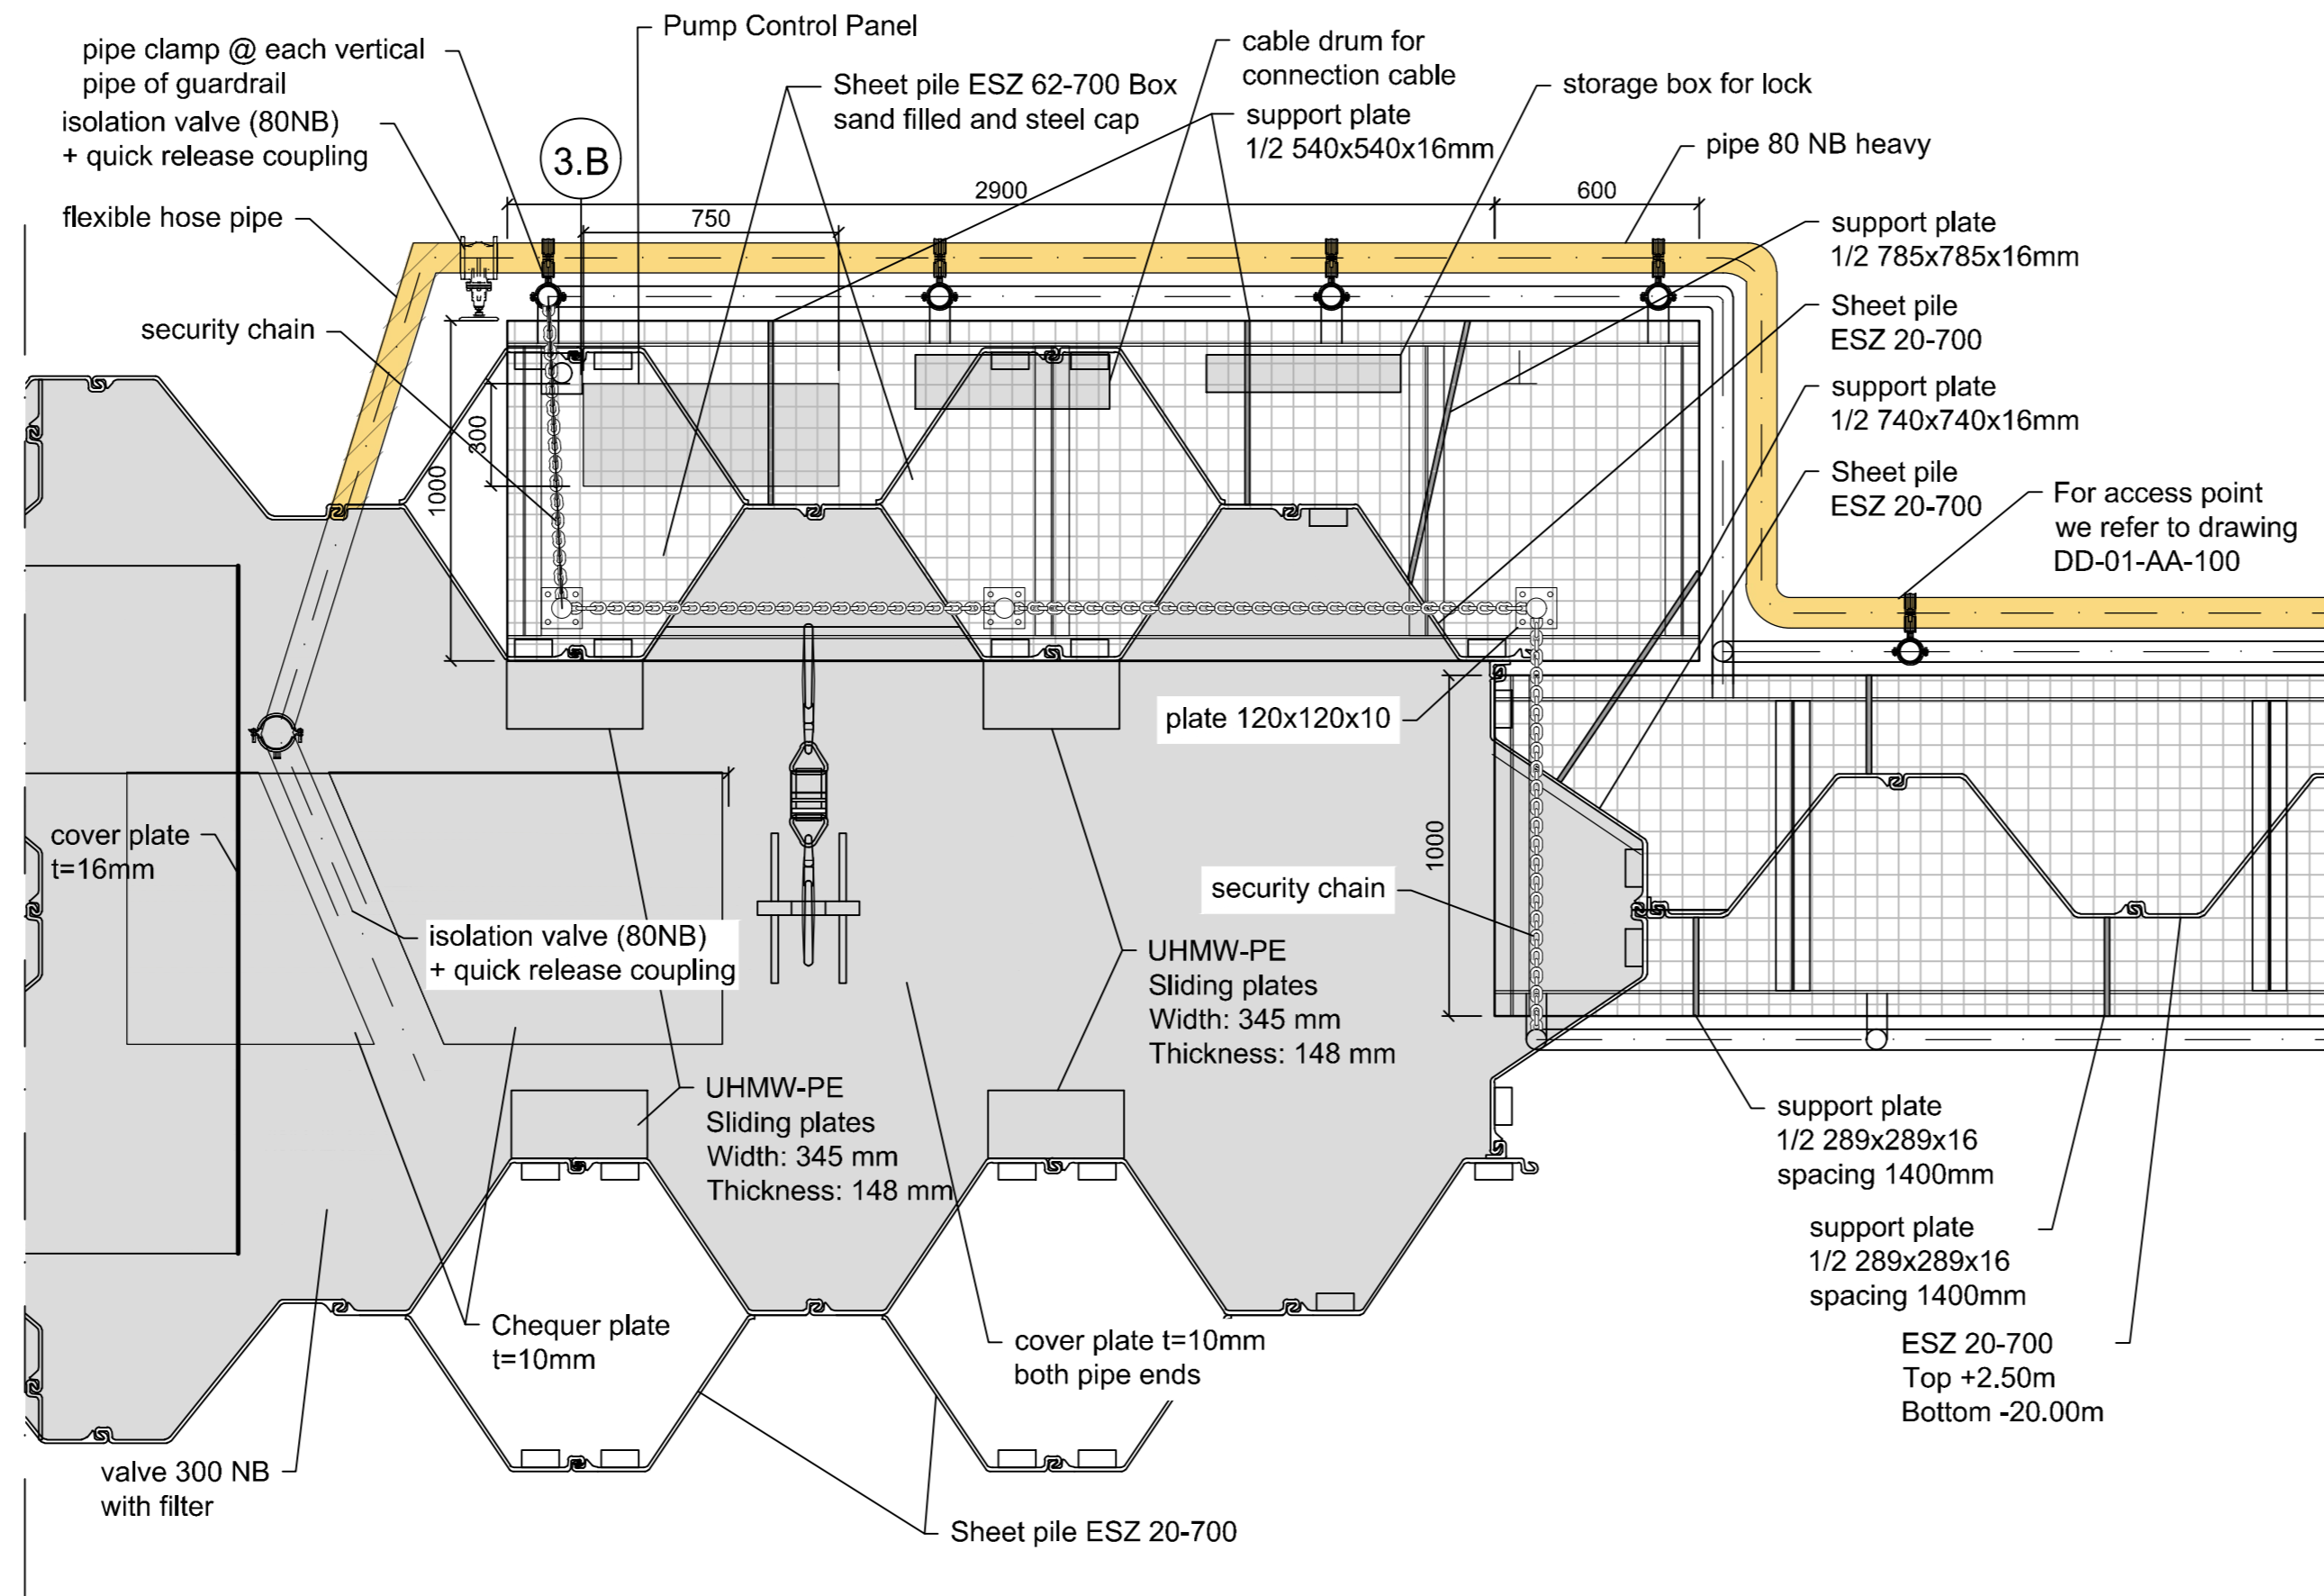 Pump Control Panel
pipe clamp @ each vertical
pipe of guardrail
isolation valve (80NB)
+ quick release coupling
flexible hose pipe
security chain
3.B
Sheet pile ESZ 62-700 Box
sand filled and steel cap
cable drum for
connection cable
support plate
1/2 540x540x16mm
storage box for lock
pipe 80 NB heavy
2900
600
750
300
1000
support plate
1/2 785x785x16mm
Sheet pile
ESZ 20-700
support plate
1/2 740x740x16mm
Sheet pile
ESZ 20-700
For access point
we refer to drawing
DD-01-AA-100
plate 120x120x10
1000
security chain
cover plate
t=16mm
isolation valve (80NB)
+ quick release coupling
UHMW-PE
Sliding plates
Width: 345 mm
Thickness: 148 mm
UHMW-PE
Sliding plates
Width: 345 mm
Thickness: 148 mm
support plate
1/2 289x289x16
spacing 1400mm
support plate
1/2 289x289x16
spacing 1400mm
ESZ 20-700
Top +2.50m
Bottom -20.00m
Chequer plate
t=10mm
cover plate t=10mm
both pipe ends
valve 300 NB
with filter
Sheet pile ESZ 20-700